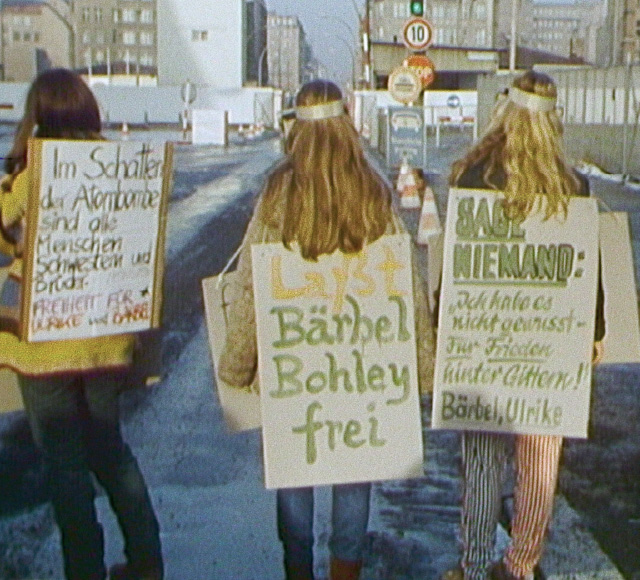 Im Schatten
der Atombombe
sind alle
Menschen
Schwestern und
Brüder.
FREIHEIT FÜR
ULRIKE und BÄRBEL
Layst
Bärbel
Bohley
frei
SAGE
NIEMAND:
„Ich habe es
nicht gewusst-
Für Frieden
hinter Gittern!"
Bärbel, Ulrike
10